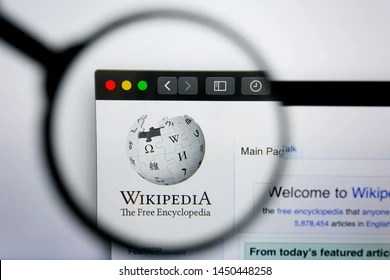 Ω
W
И
WIKIPEDIA
The Free Encyclopedia
Main Pag Talk
Welcome to Wikipe
the free encyclopedia that anyone
5,878,454 articles in English
From today's featured artic
shutterstock.com · 1450448258